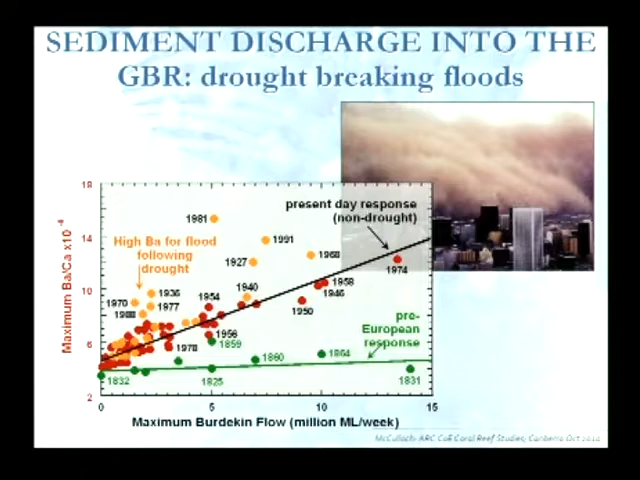 SEDIMENT DISCHARGE INTO THE
GBR: drought breaking floods
18
14
10
6
2
Maximum Ba/Ca x10⁻⁴
present day response
(non-drought)
1981
1991
High Ba for flood
following
drought
1927
1968
1974
1936
1970
1977
1988
1954
1940
1958
1946
1950
pre-
European
response
1956
1859
1978
1860
1864
1832
1825
1831
0
5
10
15
Maximum Burdekin Flow (million ML/week)
McCulloch: ARC CoE Coral Reef Studies; Canberra Oct 2010